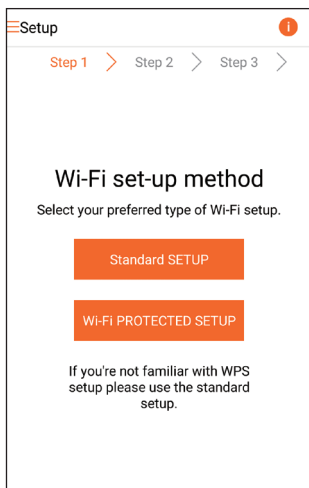 Setup
i
Step 1 Step 2 Step 3
Wi-Fi set-up method
Select your preferred type of Wi-Fi setup.
Standard SETUP
Wi-Fi PROTECTED SETUP
If you're not familiar with WPS
setup please use the standard
setup.